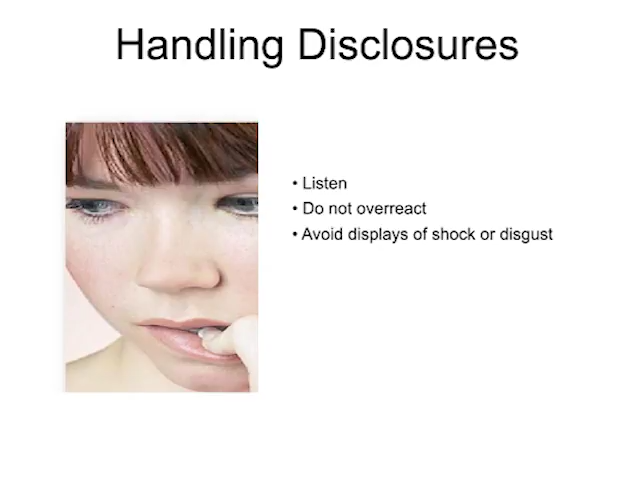 Handling Disclosures
• Listen
• Do not overreact
• Avoid displays of shock or disgust